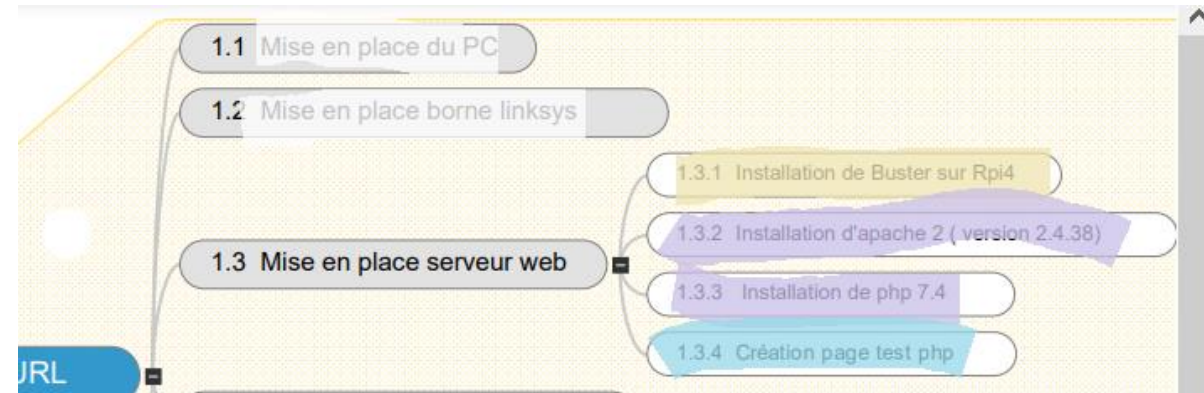 1.1 Mise en place du PC
1.2 Mise en place borne linksys
1.3 Mise en place serveur web
1.3.1 Installation de Buster sur Rpi4
1.3.2 Installation d'apache 2 ( version 2.4.38)
1.3.3 Installation de php 7.4
1.3.4 Création page test php
URL